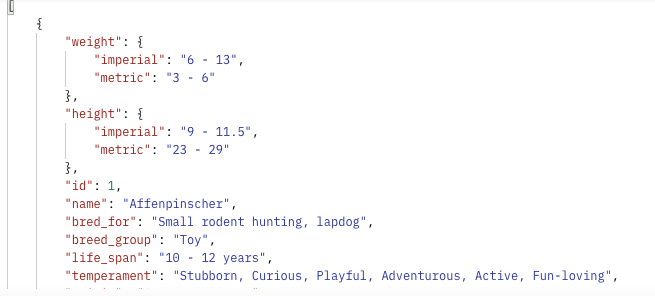 [
{
"weight": {
"imperial": "6 - 13",
"metric": "3 - 6"
},
"height": {
"imperial": "9 - 11.5",
"metric": "23 - 29"
},
"id": 1,
"name": "Affenpinscher",
"bred_for": "Small rodent hunting, lapdog",
"breed_group": "Toy",
"life_span": "10 - 12 years",
"temperament": "Stubborn, Curious, Playful, Adventurous, Active, Fun-loving",